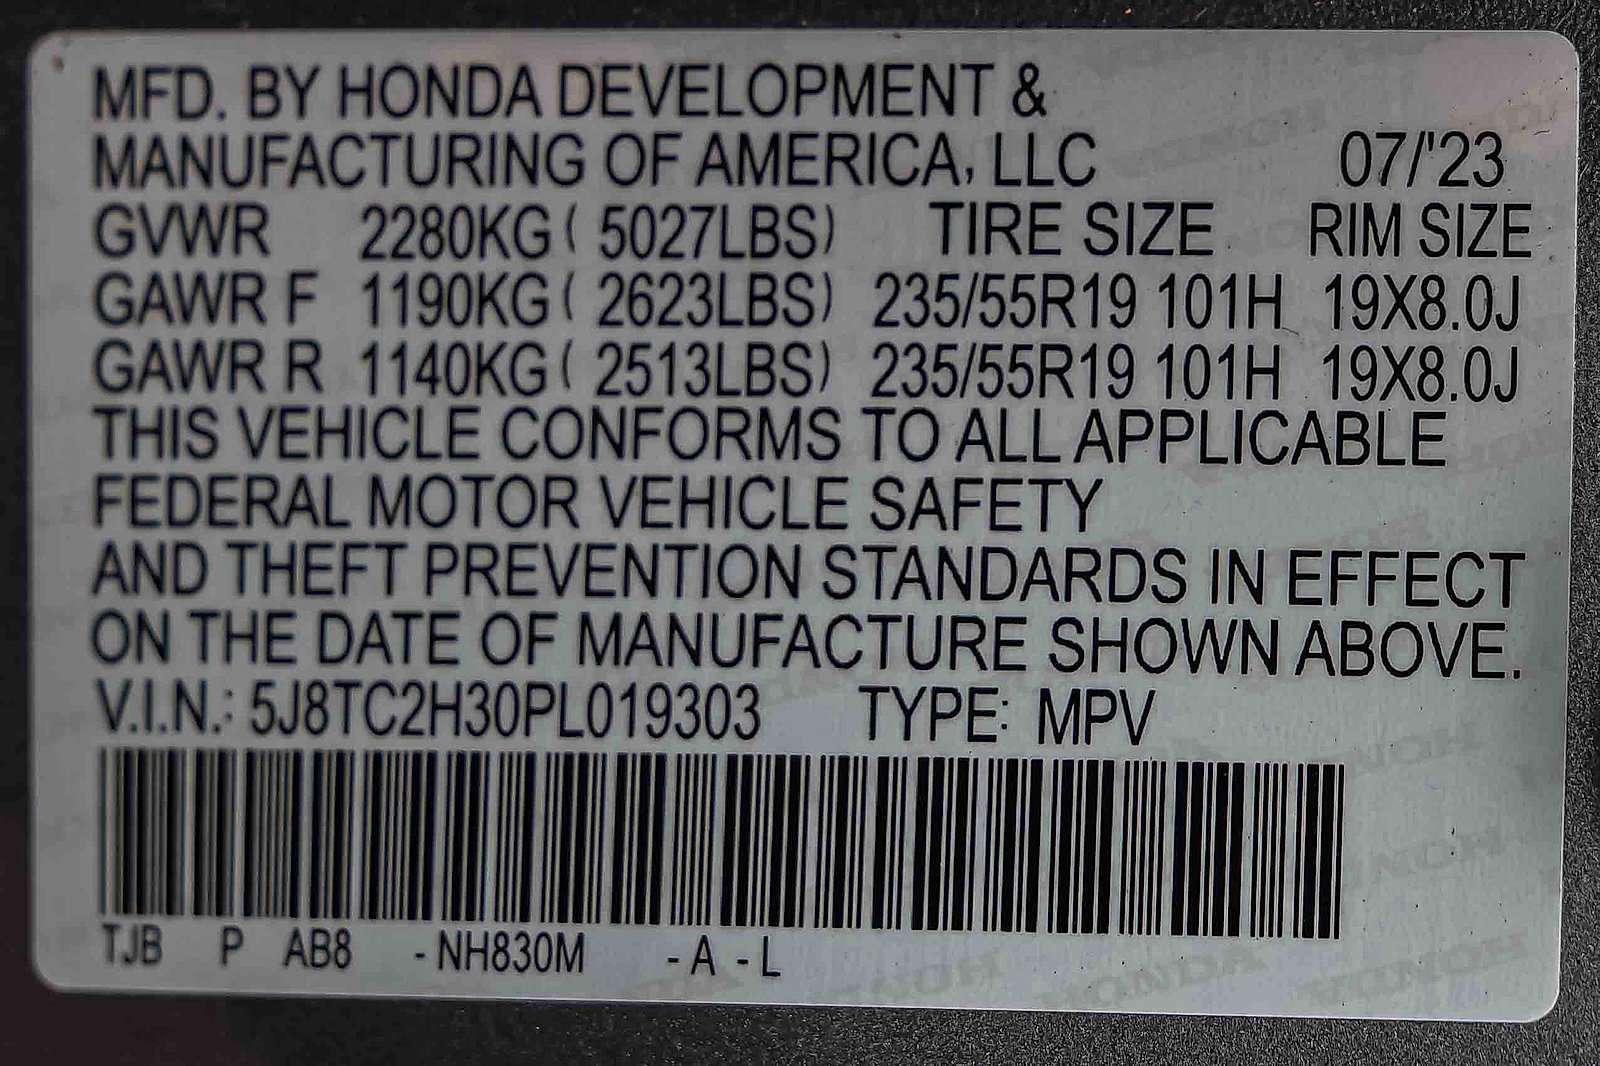 MFD. BY HONDA DEVELOPMENT &
MANUFACTURING OF AMERICA, LLC 07/'23
GVWR 2280KG ( 5027LBS) TIRE SIZE RIM SIZE
GAWR F 1190KG ( 2623LBS) 235/55R19 101H 19X8.0J
GAWR R 1140KG ( 2513LBS) 235/55R19 101H 19X8.0J
THIS VEHICLE CONFORMS TO ALL APPLICABLE
FEDERAL MOTOR VEHICLE SAFETY
AND THEFT PREVENTION STANDARDS IN EFFECT
ON THE DATE OF MANUFACTURE SHOWN ABOVE.
V.I.N.: 5J8TC2H30PL019303 TYPE: MPV
TJB P AB8 - NH830M - A - L